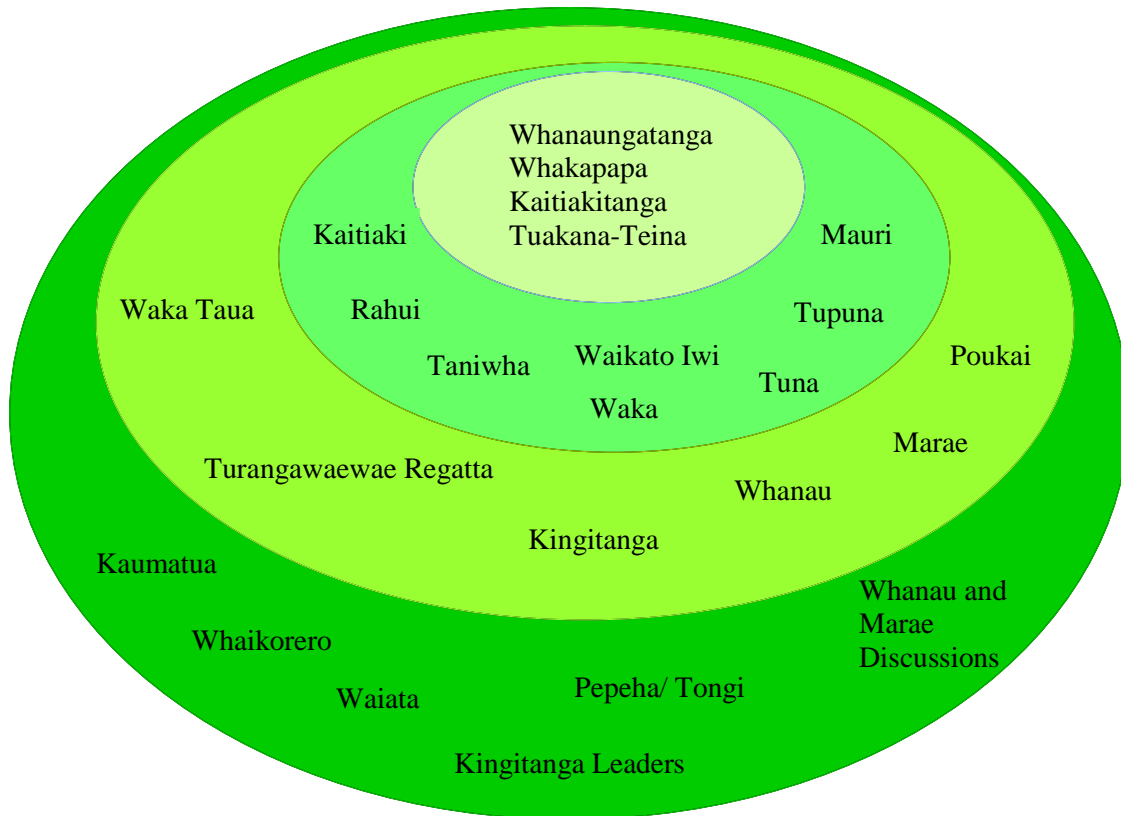 Whanaungatanga
Whakapapa
Kaitiakitanga
Tuakana-Teina
Kaitiaki
Mauri
Rahui
Tupuna
Taniwha
Waikato Iwi
Tuna
Waka
Waka Taua
Poukai
Marae
Turangawaewae Regatta
Whanau
Kingitanga
Kaumatua
Whanau and
Marae
Discussions
Whaikorero
Waiata
Pepeha/ Tongi
Kingitanga Leaders